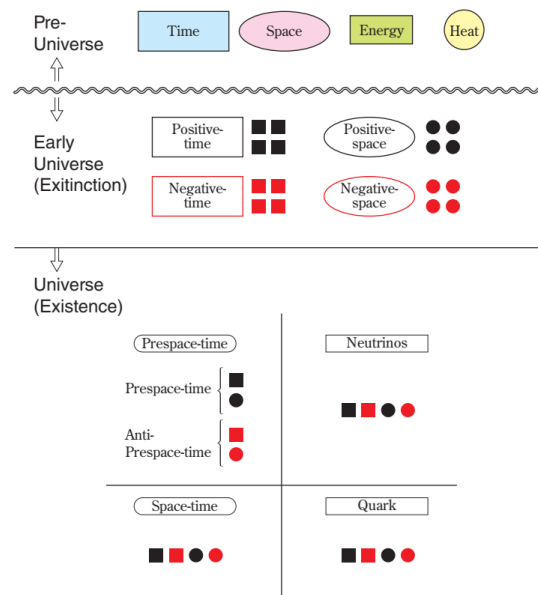 Pre-
Universe
Time
Space
Energy
Heat
Early
Universe
(Exitinction)
Positive-
time
Positive-
space
Negative-
time
Negative-
space
Universe
(Existence)
Prespace-time
Neutrinos
Prespace-time
Anti-
Prespace-time
Space-time
Quark